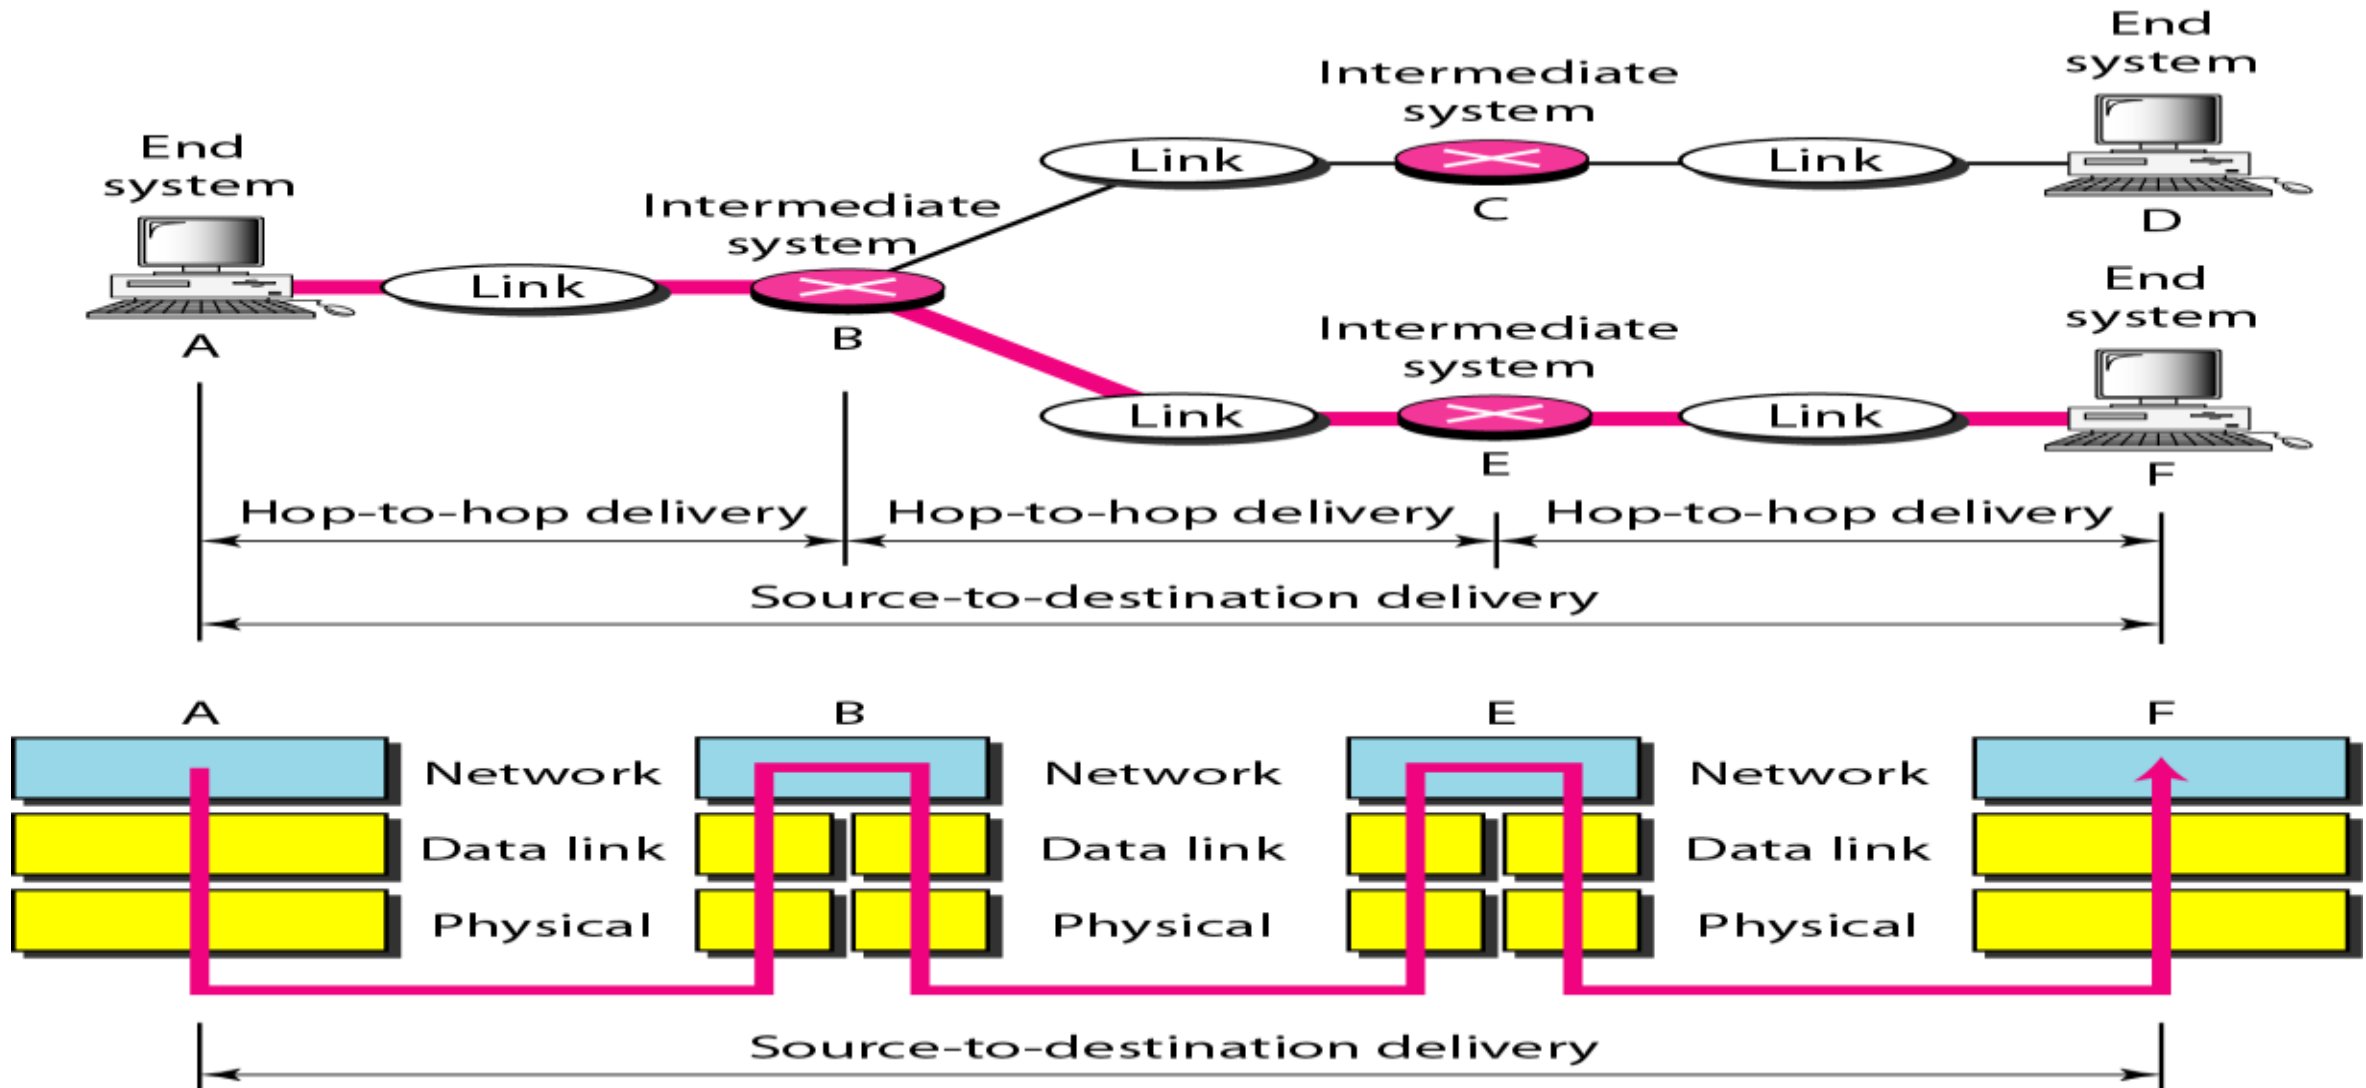 End
system
Intermediate
system
End
system
Link
C
Link
D
Intermediate
system
End
system
A
Link
B
Intermediate
system
Link
E
Link
F
Hop-to-hop delivery
Hop-to-hop delivery
Hop-to-hop delivery
Source-to-destination delivery
A
B
E
F
Network
Network
Network
Data link
Data link
Data link
Physical
Physical
Physical
Source-to-destination delivery